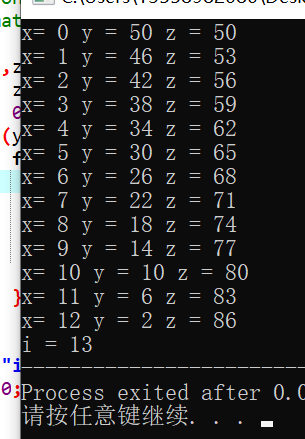 x= 0 y = 50 z = 50
x= 1 y = 46 z = 53
x= 2 y = 42 z = 56
x= 3 y = 38 z = 59
x= 4 y = 34 z = 62
x= 5 y = 30 z = 65
x= 6 y = 26 z = 68
x= 7 y = 22 z = 71
x= 8 y = 18 z = 74
x= 9 y = 14 z = 77
x= 10 y = 10 z = 80
x= 11 y = 6 z = 83
x= 12 y = 2 z = 86
i = 13
--------------------
Process exited after 0.0
请按任意键继续. . .